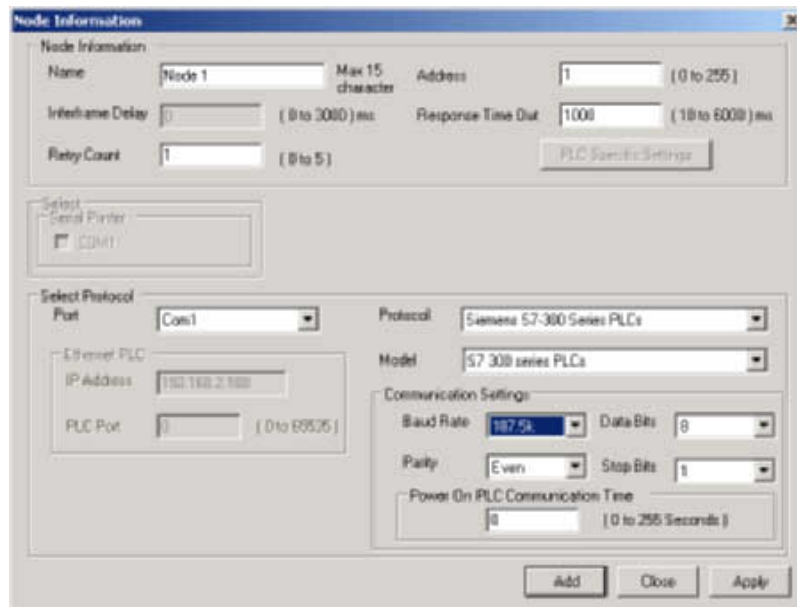 Node Information
Node Information
Name Node 1 Max 15 character Address 1 ( 0 to 255 )
Interframe Delay 0 ( 0 to 3000 ) ms Response Time Out 1000 ( 10 to 6000 ) ms
Retry Count 1 ( 0 to 5 ) PLC Specific Settings
Select
Serial Printer
COM1
Select Protocol
Port Com1 Protocol Siemens S7-300 Series PLCs
Ethernet PLC Model S7 300 series PLCs
IP Address 192.168.2.100 Communication Settings
Baud Rate 187.5k Data Bits 8
PLC Port 0 ( 0 to 65535 )
Parity Even Stop Bits 1
Power On PLC Communication Time
( 0 to 255 Seconds )
Add Close Apply